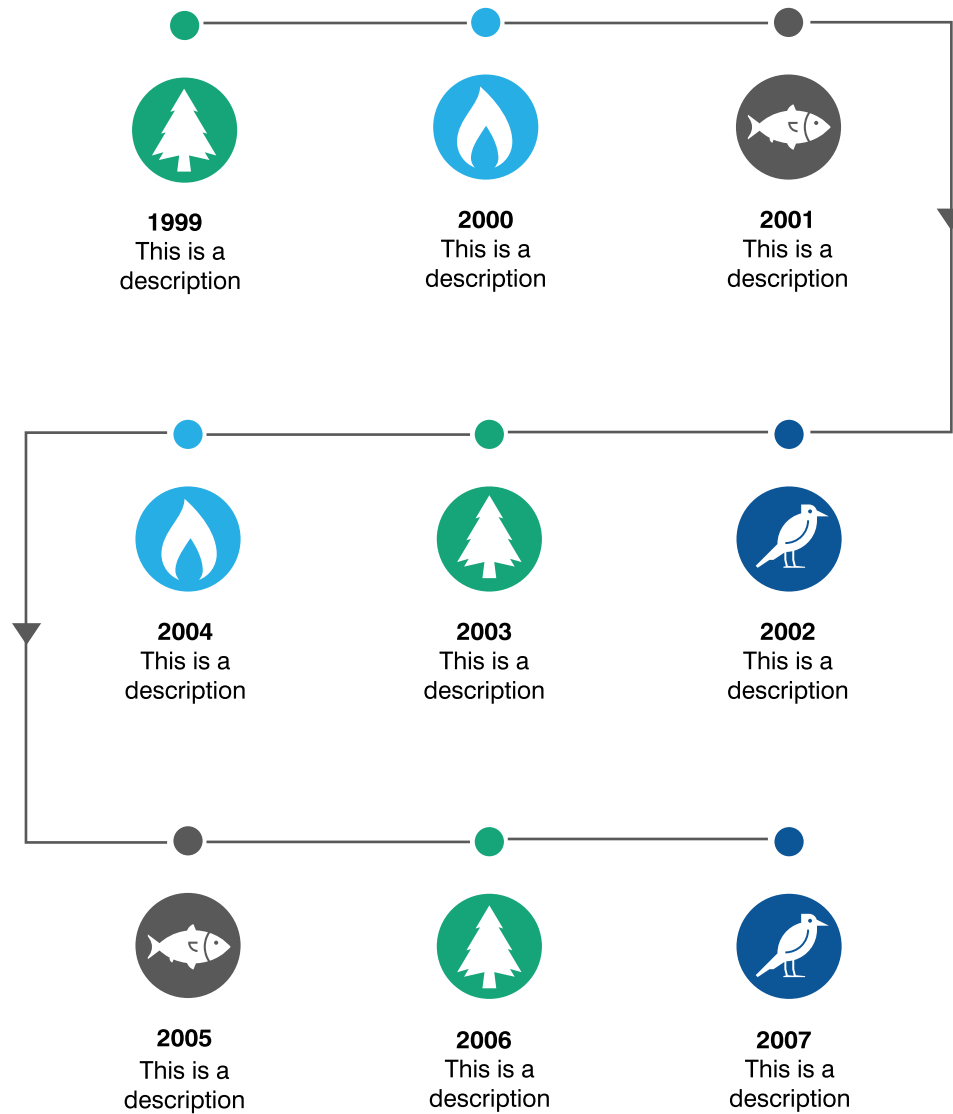 1999
This is a
description
2000
This is a
description
2001
This is a
description
2002
This is a
description
2003
This is a
description
2004
This is a
description
2005
This is a
description
2006
This is a
description
2007
This is a
description